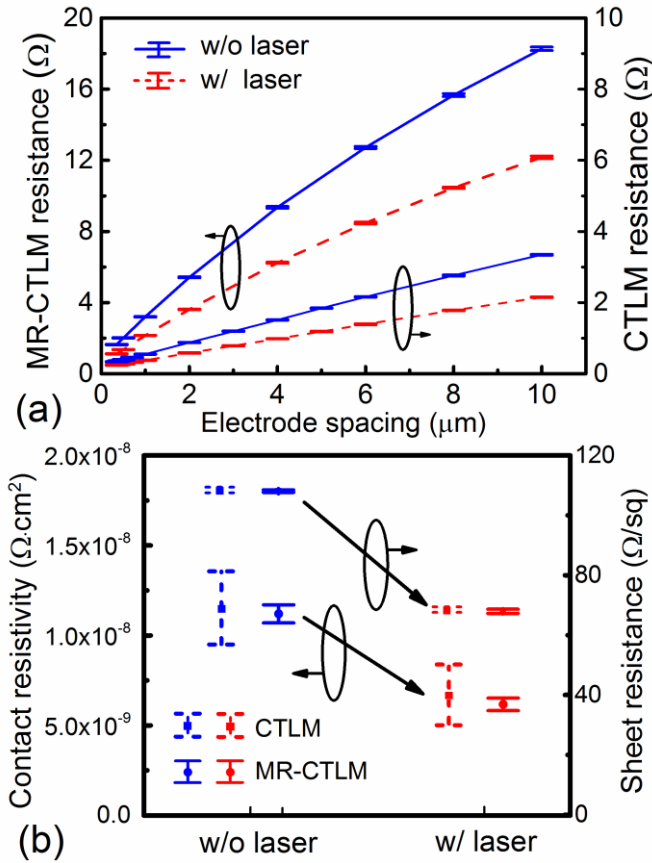 MR-CTLM resistance (Ω)
20
16
12
8
4
0
w/o laser
w/ laser
10
8
6
4
2
0
CTLM resistance (Ω)
0 2 4 6 8 10
Electrode spacing (μm)
(a)
Contact resistivity (Ω.cm²)
2.0x10⁻⁸
1.5x10⁻⁸
1.0x10⁻⁸
5.0x10⁻⁹
0.0
CTLM
MR-CTLM
120
80
40
0
Sheet resistance (Ω/sq)
w/o laser w/ laser
(b)